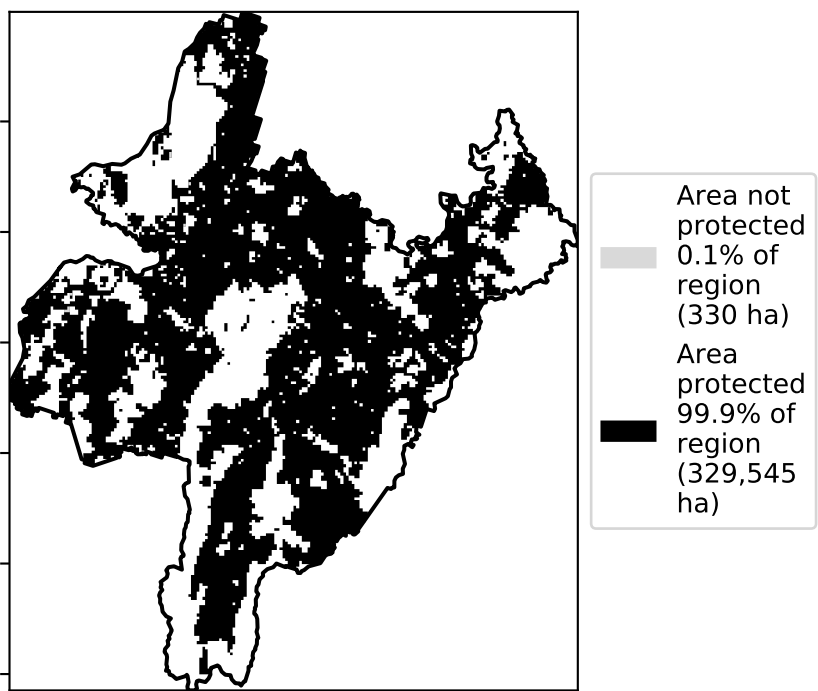 Area not
protected
0.1% of
region
(330 ha)
Area
protected
99.9% of
region
(329,545
ha)